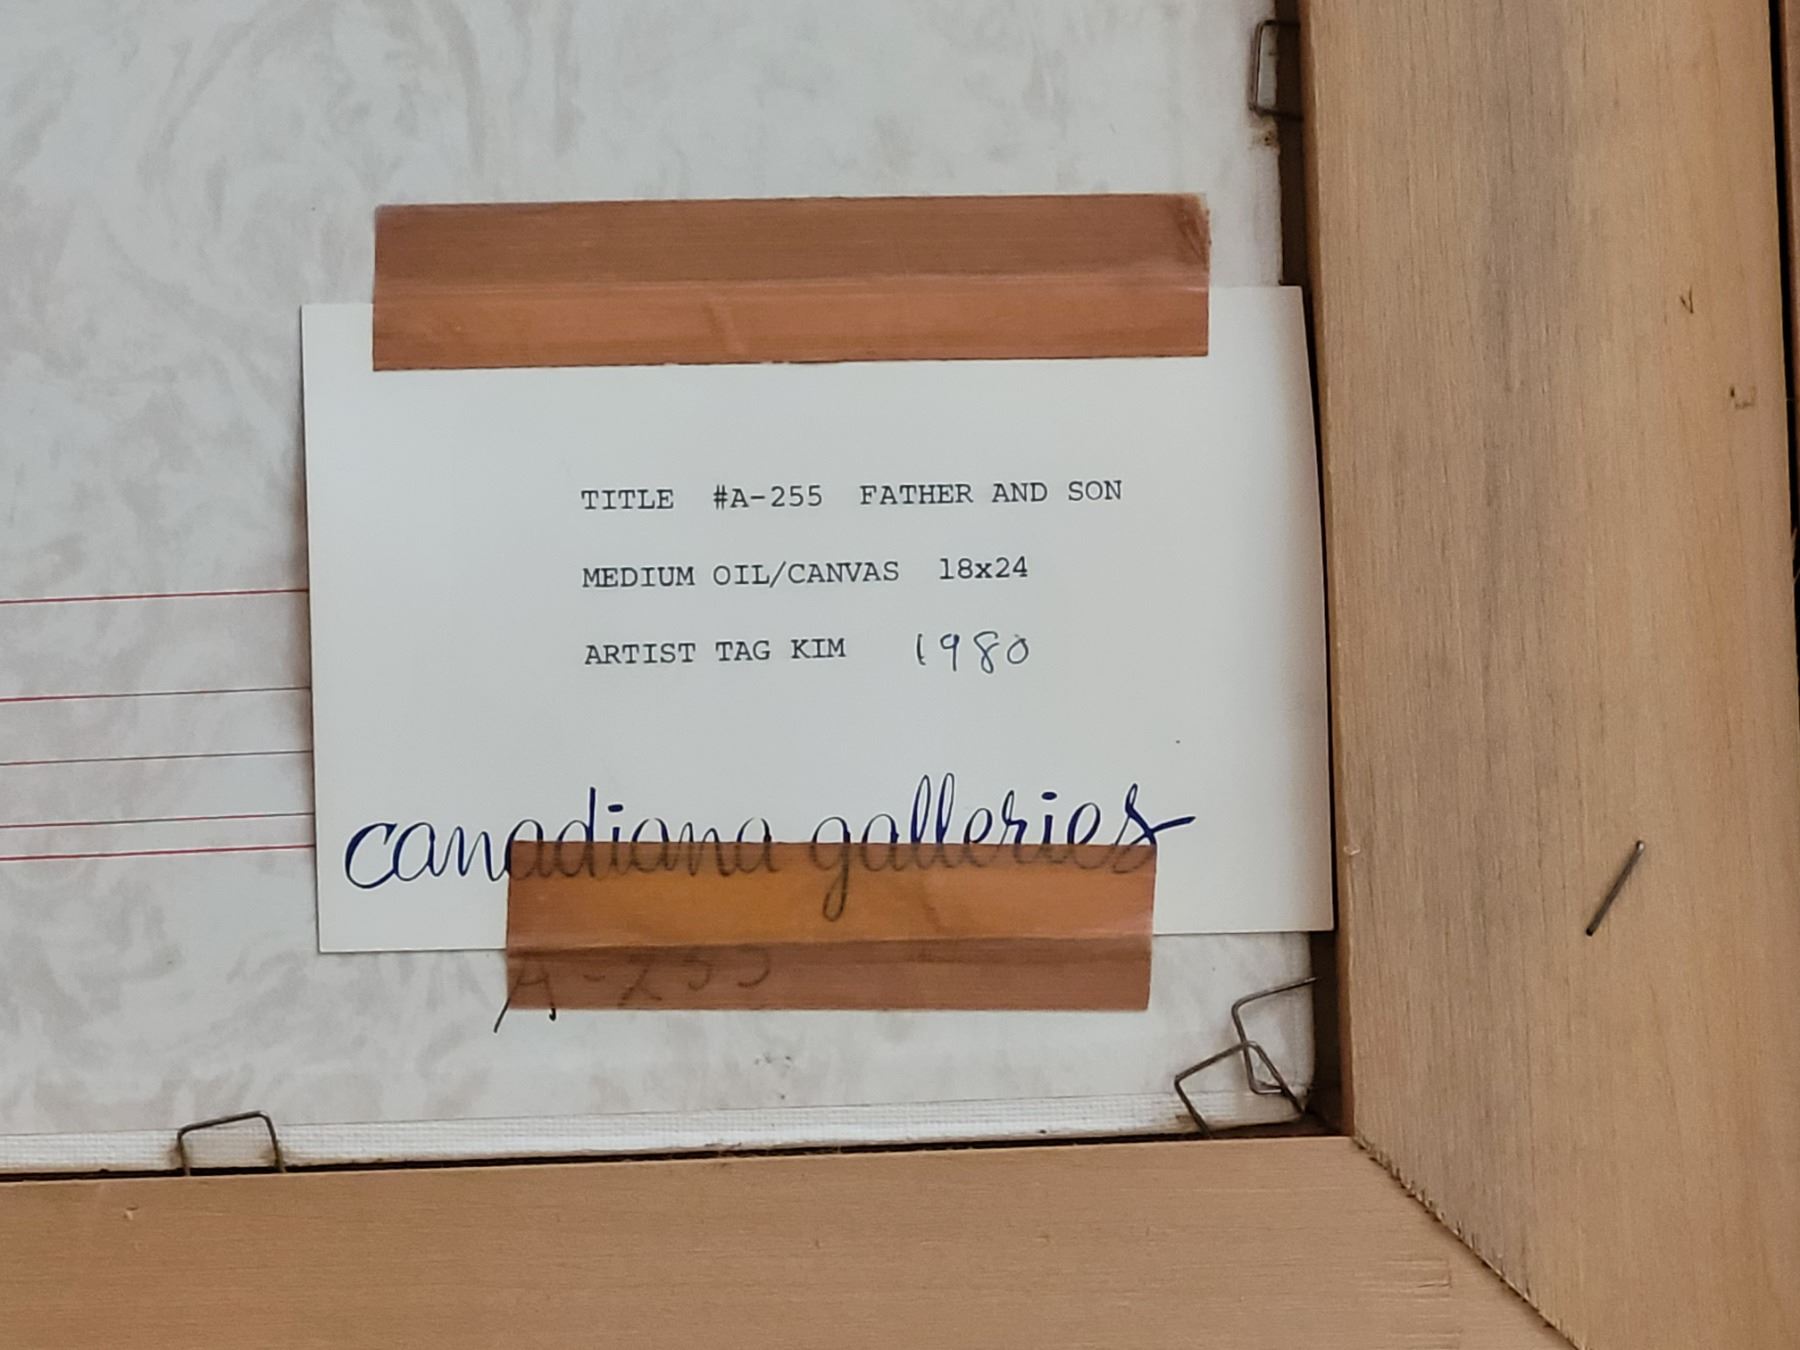 TITLE #A-255 FATHER AND SON
MEDIUM OIL/CANVAS 18x24
ARTIST TAG KIM 1980
canadiana galleries
A-255